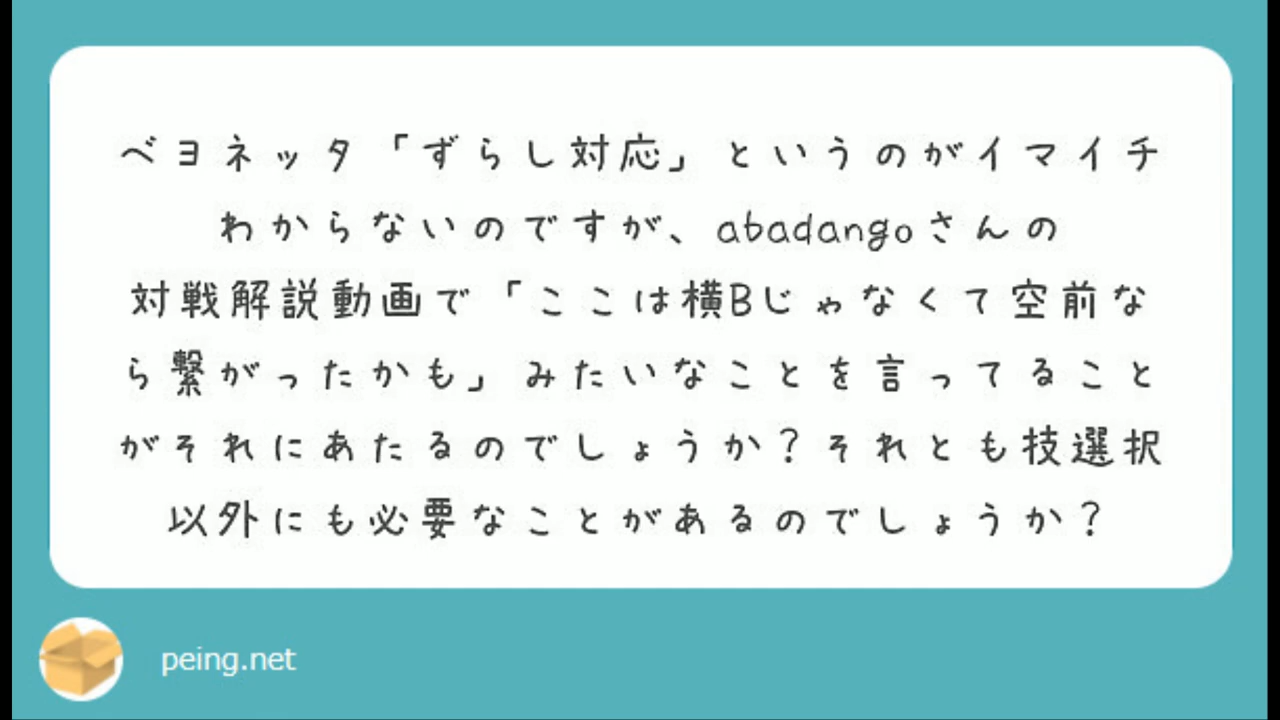 ベヨネッタ「ずらし対応」というのがイマイチ
わからないのですが、abadangoさんの
対戦解説動画で「ここは横Bじゃなくて空前な
ら繋がったかも」みたいなことを言ってること
がそれにあたるのでしょうか？それとも技選択
以外にも必要なことがあるのでしょうか？
peing.net